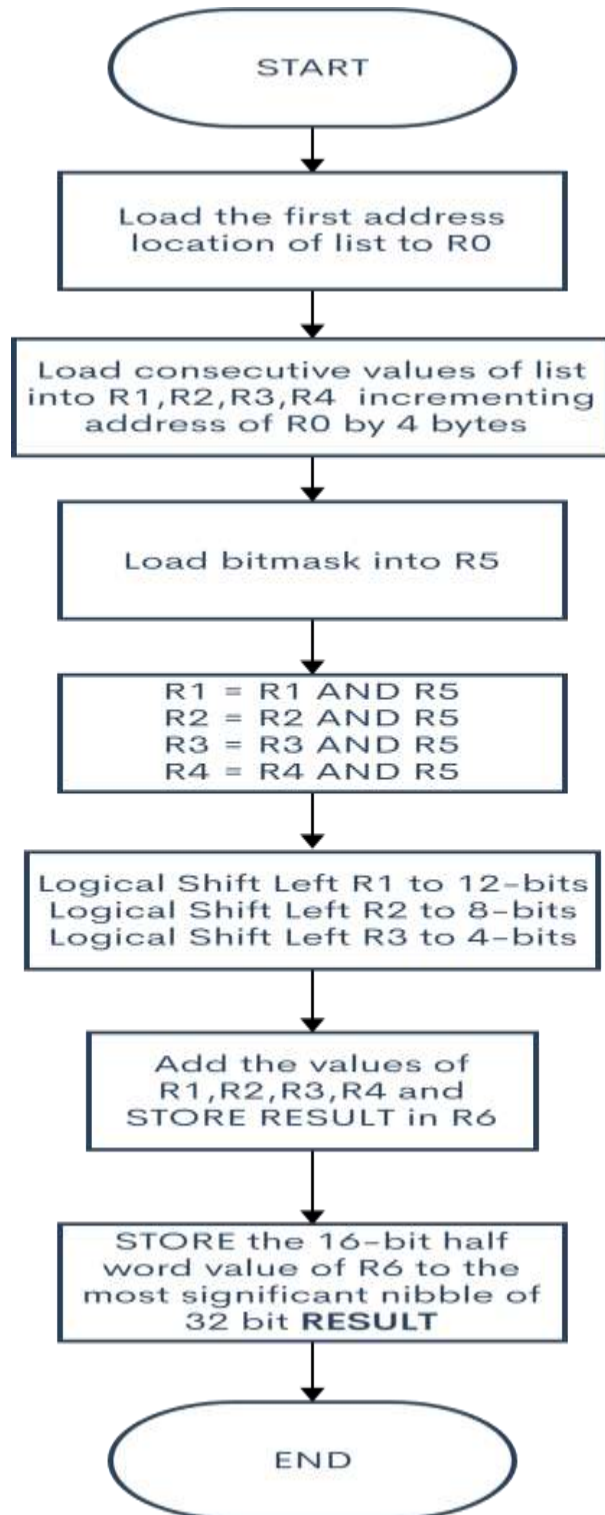 START
Load the first address
location of list to R0
Load consecutive values of list
into R1,R2,R3,R4 incrementing
address of R0 by 4 bytes
Load bitmask into R5
R1 = R1 AND R5
R2 = R2 AND R5
R3 = R3 AND R5
R4 = R4 AND R5
Logical Shift Left R1 to 12-bits
Logical Shift Left R2 to 8-bits
Logical Shift Left R3 to 4-bits
Add the values of
R1,R2,R3,R4 and
STORE RESULT in R6
STORE the 16-bit half
word value of R6 to the
most significant nibble of
32 bit RESULT
END